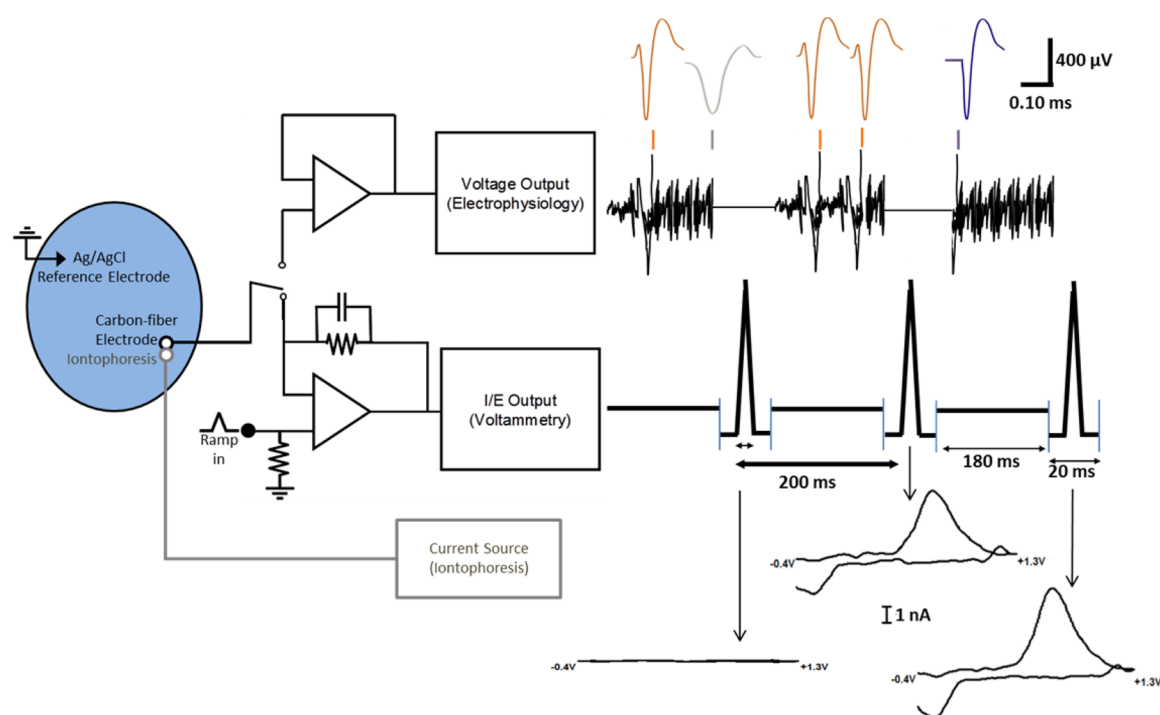 400 µV
0.10 ms
Voltage Output
(Electrophysiology)
Ag/AgCl
Reference Electrode
Carbon-fiber
Electrode
Iontophoresis
I/E Output
(Voltammetry)
Ramp
in
180 ms
20 ms
200 ms
Current Source
(Iontophoresis)
-0.4V
+1.3V
1 nA
-0.4V
+1.3V
-0.4V
+1.3V